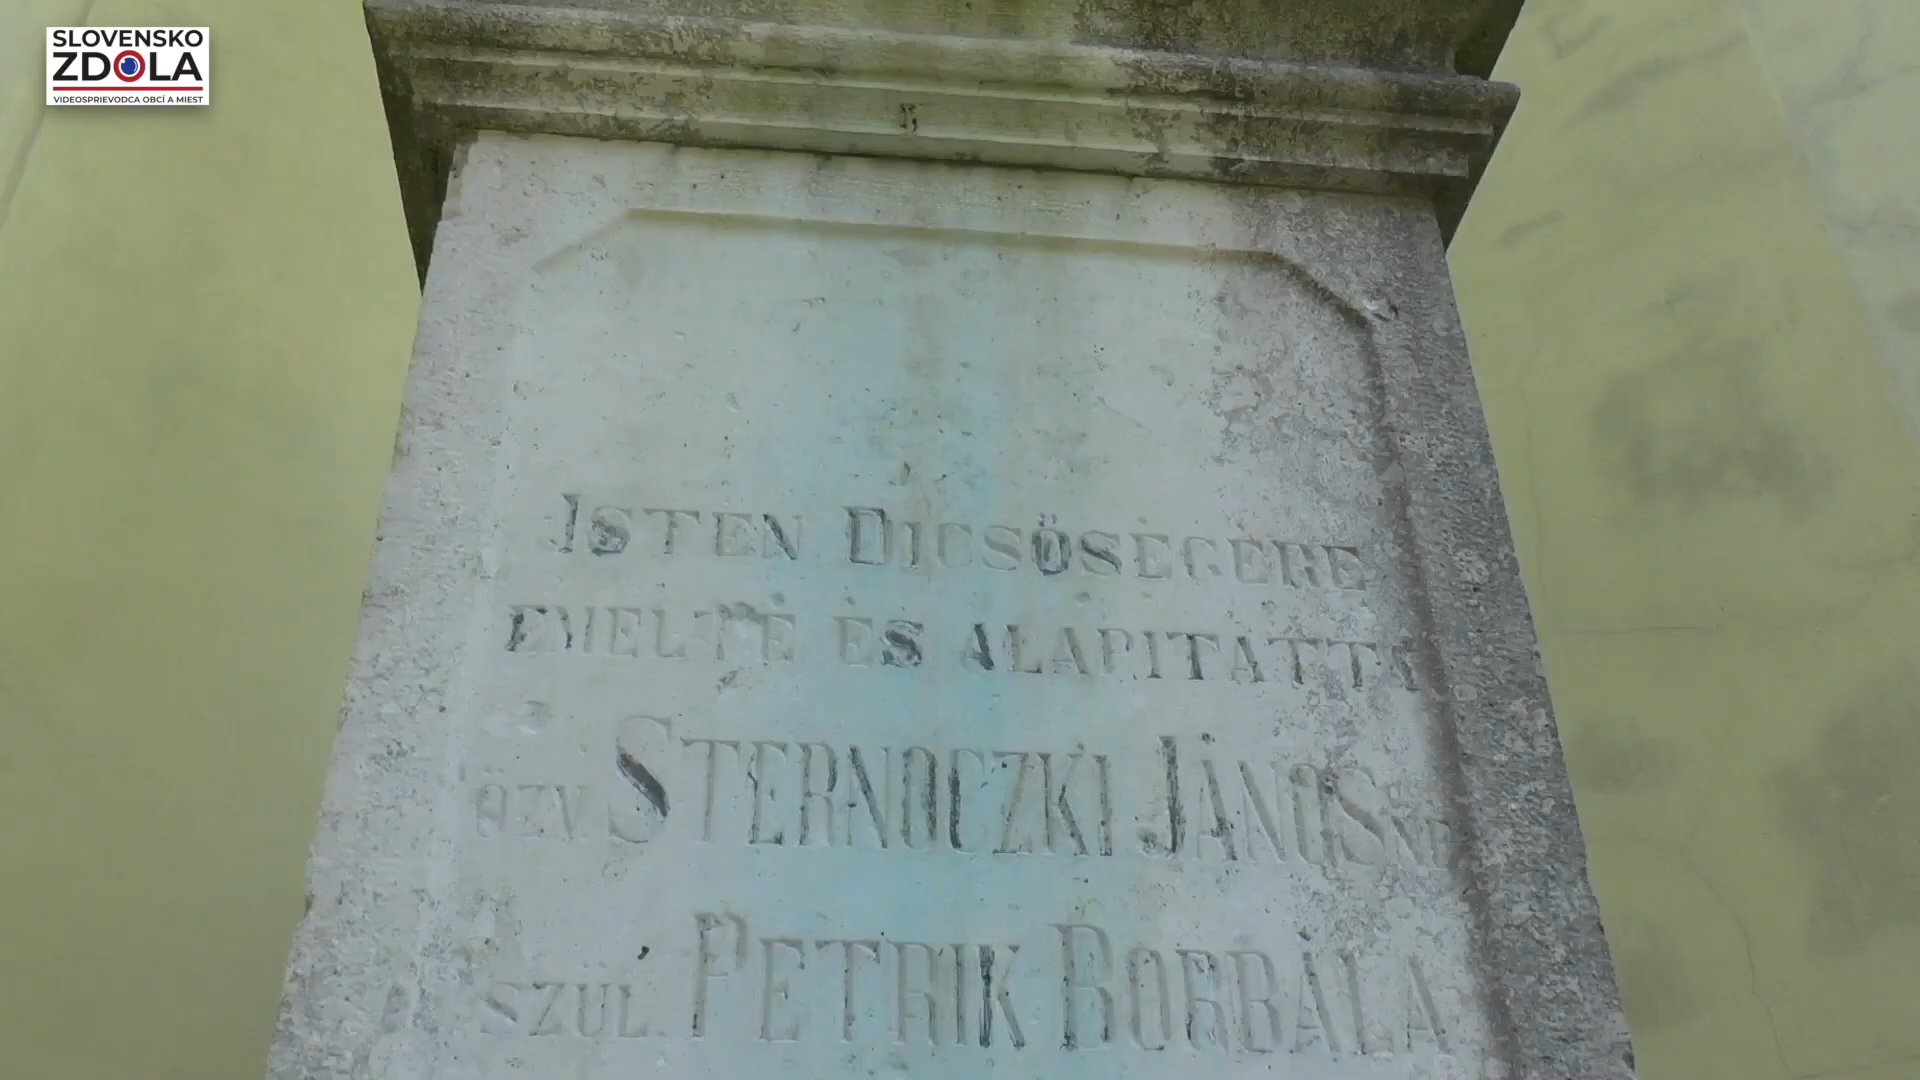 SLOVENSKO
ZDOLA
VIDEOSPRIEVODCA OBCÍ A MIEST
ISTEN DICSŐSÉGÉRE
EMELTE ÉS ALAPITATTA
ÖZV. STERNOCZKI JÁNOSNÉ
SZÜL. PETRIK BORBÁLA